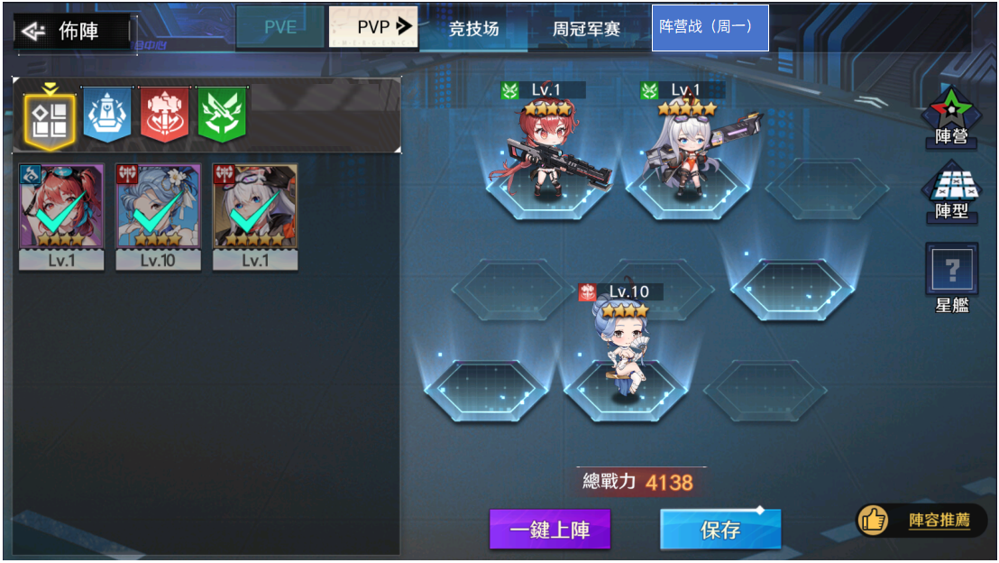 佈陣
PVE
PVP
竞技场
周冠军赛
阵营战（周一）
Lv.1
Lv.1
陣營
陣型
星艦
?
Lv.1
Lv.10
Lv.1
Lv.10
總戰力 4138
一鍵上陣
保存
陣容推薦